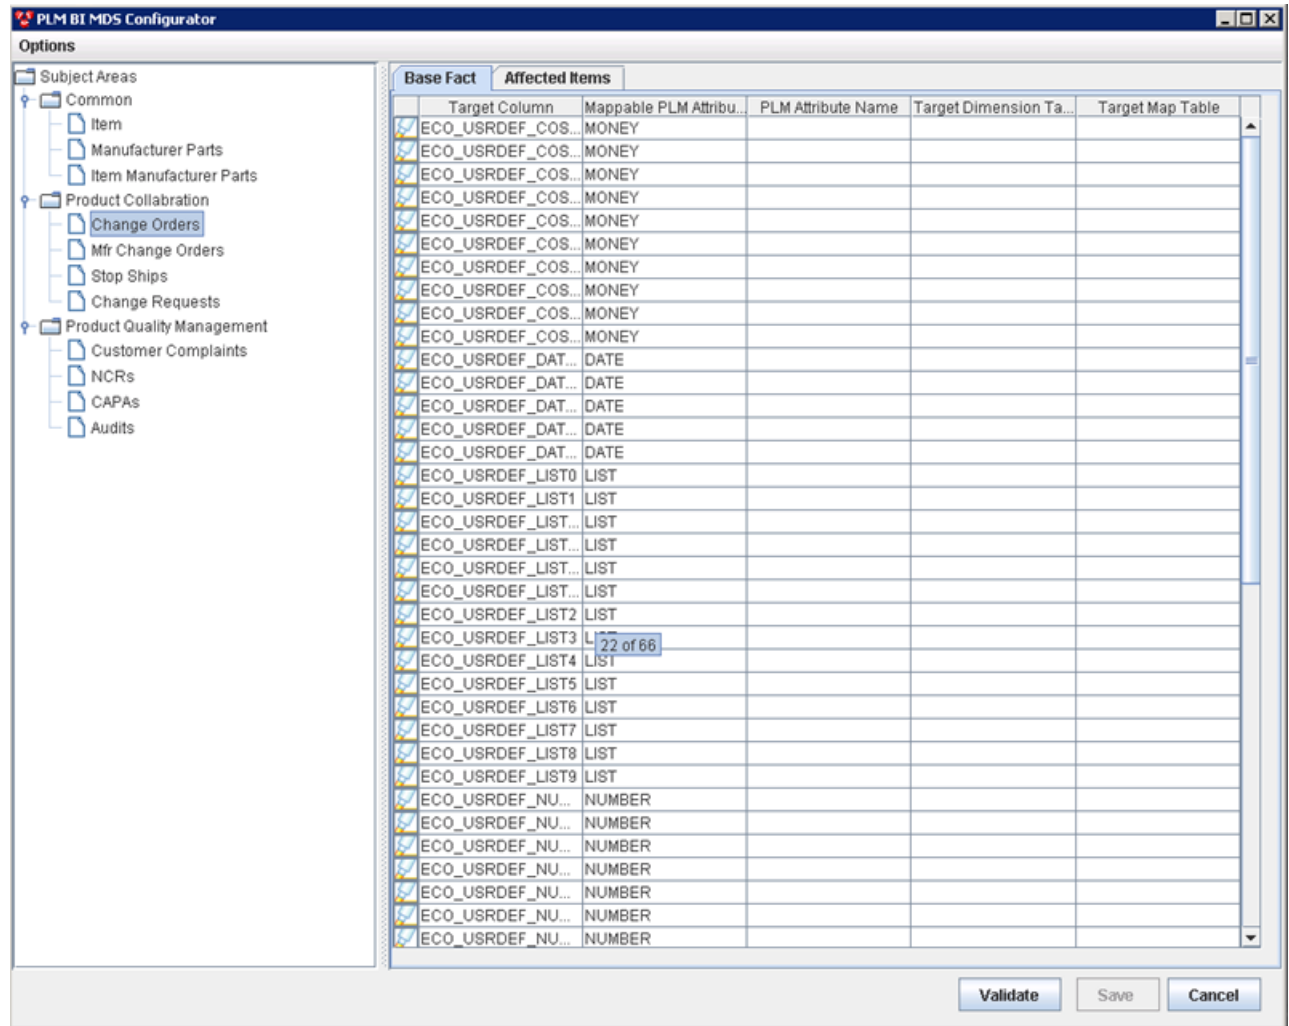 PLM BI MDS Configurator
Options
Subject Areas
Common
Item
Manufacturer Parts
Item Manufacturer Parts
Product Collabration
Change Orders
Mfr Change Orders
Stop Ships
Change Requests
Product Quality Management
Customer Complaints
NCRs
CAPAs
Audits
Base Fact Affected Items
Target Column Mappable PLM Attribu... PLM Attribute Name Target Dimension Ta... Target Map Table
ECO_USRDEF_COS... MONEY
ECO_USRDEF_COS... MONEY
ECO_USRDEF_COS... MONEY
ECO_USRDEF_COS... MONEY
ECO_USRDEF_COS... MONEY
ECO_USRDEF_COS... MONEY
ECO_USRDEF_COS... MONEY
ECO_USRDEF_COS... MONEY
ECO_USRDEF_COS... MONEY
ECO_USRDEF_COS... MONEY
ECO_USRDEF_DAT... DATE
ECO_USRDEF_DAT... DATE
ECO_USRDEF_DAT... DATE
ECO_USRDEF_DAT... DATE
ECO_USRDEF_DAT... DATE
ECO_USRDEF_LIST0 LIST
ECO_USRDEF_LIST1 LIST
ECO_USRDEF_LIST... LIST
ECO_USRDEF_LIST... LIST
ECO_USRDEF_LIST... LIST
ECO_USRDEF_LIST... LIST
ECO_USRDEF_LIST2 LIST
ECO_USRDEF_LIST3
22 of 66
ECO_USRDEF_LIST4 LIST
ECO_USRDEF_LIST5 LIST
ECO_USRDEF_LIST6 LIST
ECO_USRDEF_LIST7 LIST
ECO_USRDEF_LIST8 LIST
ECO_USRDEF_LIST9 LIST
ECO_USRDEF_NU... NUMBER
ECO_USRDEF_NU... NUMBER
ECO_USRDEF_NU... NUMBER
ECO_USRDEF_NU... NUMBER
ECO_USRDEF_NU... NUMBER
ECO_USRDEF_NU... NUMBER
ECO_USRDEF_NU... NUMBER
Validate Save Cancel